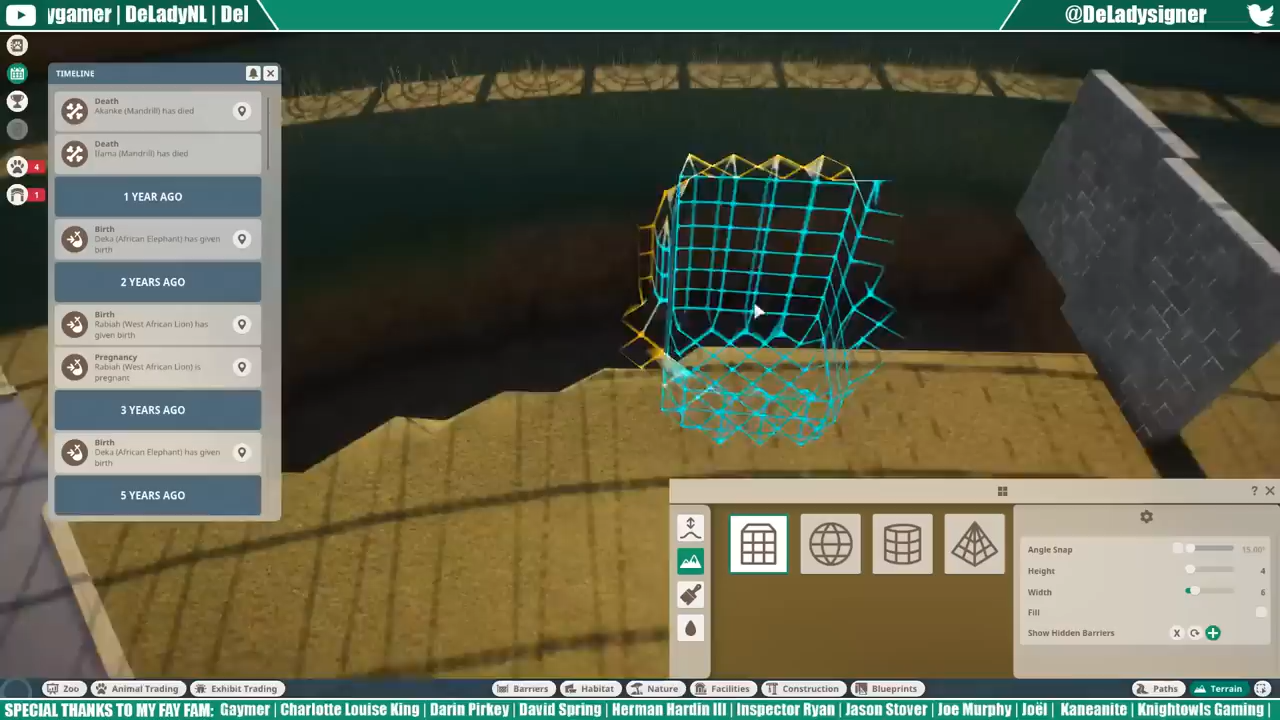 ygamer | DeLadyNL | Del
@DeLadysigner
TIMELINE
Death
Akanke (Mandrill) has died
Death
Ilama (Mandrill) has died
1 YEAR AGO
Birth
Deka (African Elephant) has given
birth
2 YEARS AGO
Birth
Rabiah (West African Lion) has
given birth
Pregnancy
Rabiah (West African Lion) is
pregnant
3 YEARS AGO
Birth
Deka (African Elephant) has given
birth
5 YEARS AGO
4
1
?
Angle Snap 15.00°
Height 4
Width 6
Fill
Show Hidden Barriers
Zoo
Animal Trading
Exhibit Trading
Barriers
Habitat
Nature
Facilities
Construction
Blueprints
Paths
Terrain
SPECIAL THANKS TO MY FAY FAM: Gaymer | Charlotte Louise King | Darin Pirkey | David Spring | Herman Hardin III | Inspector Ryan | Jason Stover | Joe Murphy | Joël | Kaneanite | Knightowls Gaming |